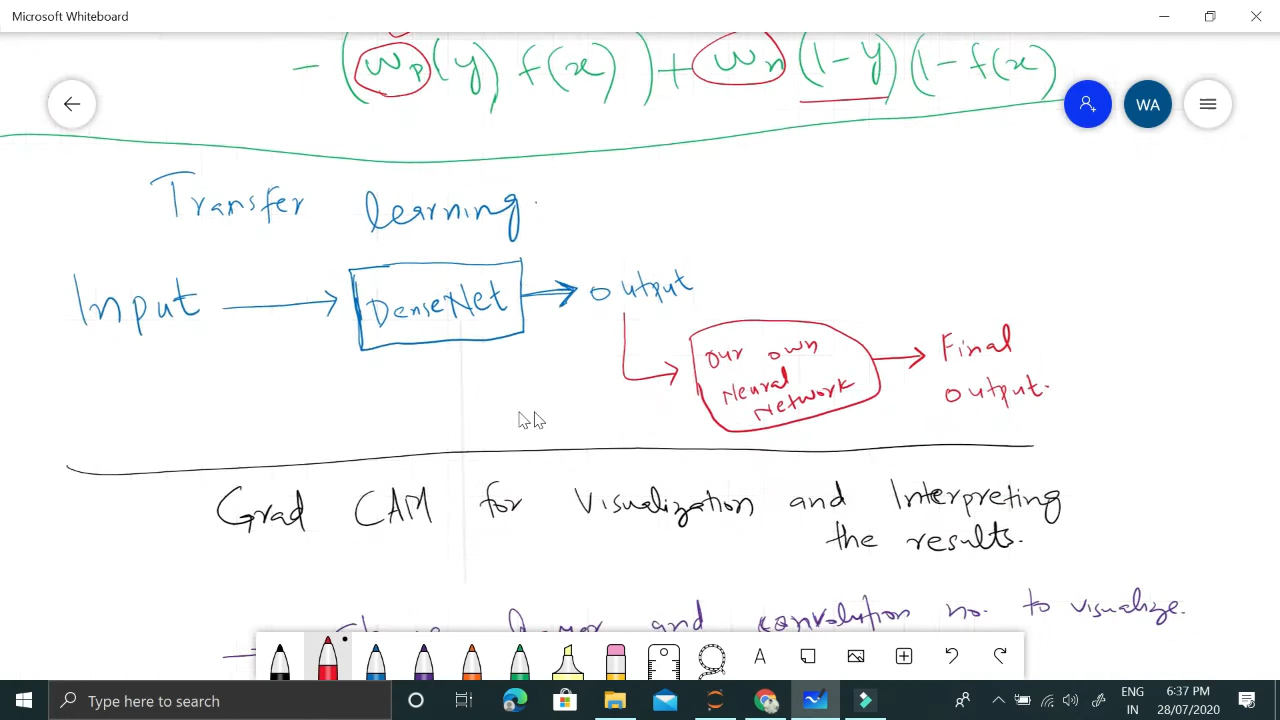 Microsoft Whiteboard
- (wp (y) f(x)) + wn (1-y) (1-f(x)
WA
Transfer learning.
Input
DenseNet
output
our own
Neural
Network
Final
output.
Grad CAM for Visualization and Interpreting
the results.
layer and convolution no. to visualize.
A
Type here to search
ENG
IN
6:37 PM
28/07/2020